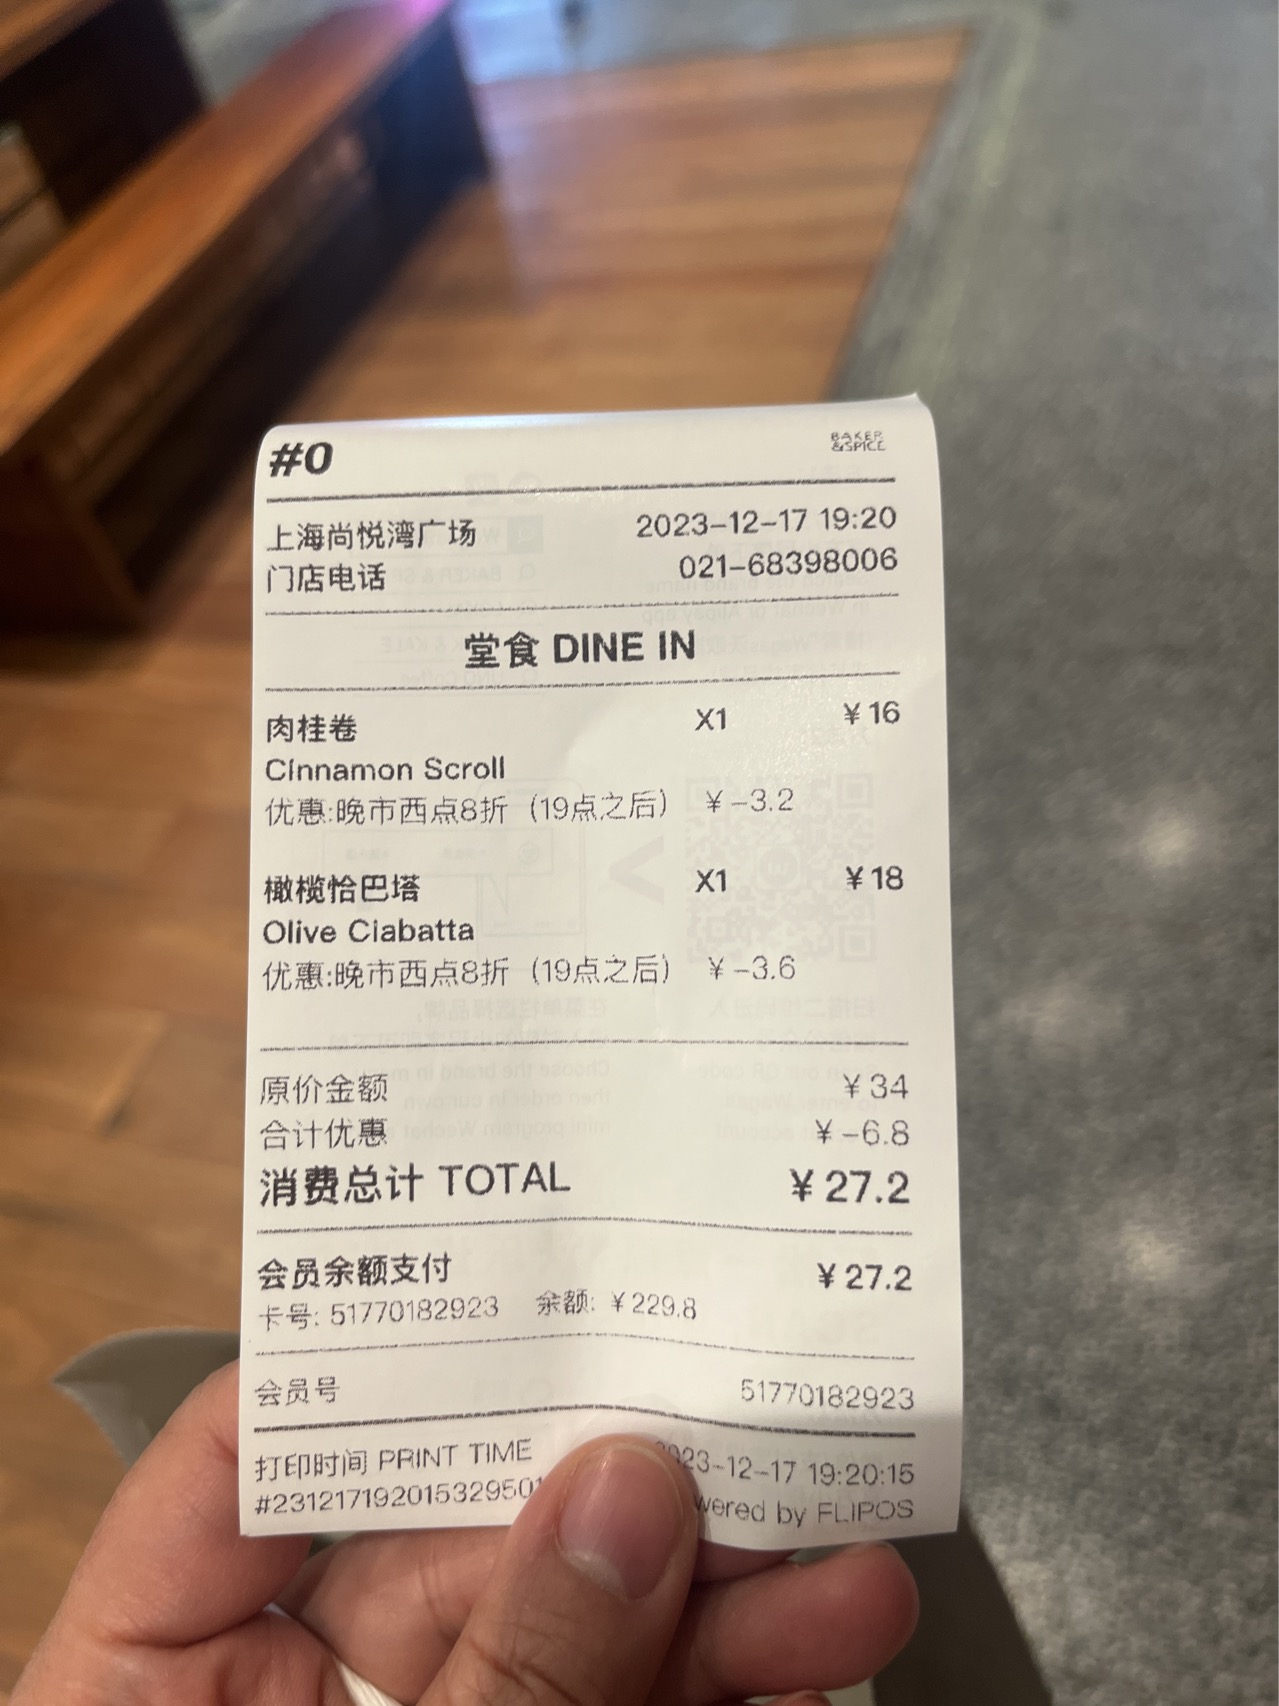 #0
BAKER
&SPICE
上海尚悦湾广场 2023-12-17 19:20
门店电话 021-68398006
堂食 DINE IN
肉桂卷 X1 ¥16
Cinnamon Scroll
优惠:晚市西点8折（19点之后） ¥-3.2
橄榄恰巴塔 X1 ¥18
Olive Ciabatta
优惠:晚市西点8折（19点之后） ¥-3.6
原价金额 ¥34
合计优惠 ¥-6.8
消费总计 TOTAL ¥27.2
会员余额支付 ¥27.2
卡号: 51770182923 余额: ¥229.8
会员号 51770182923
打印时间 PRINT TIME 2023-12-17 19:20:15
#231217192015329501 wered by FLIPOS